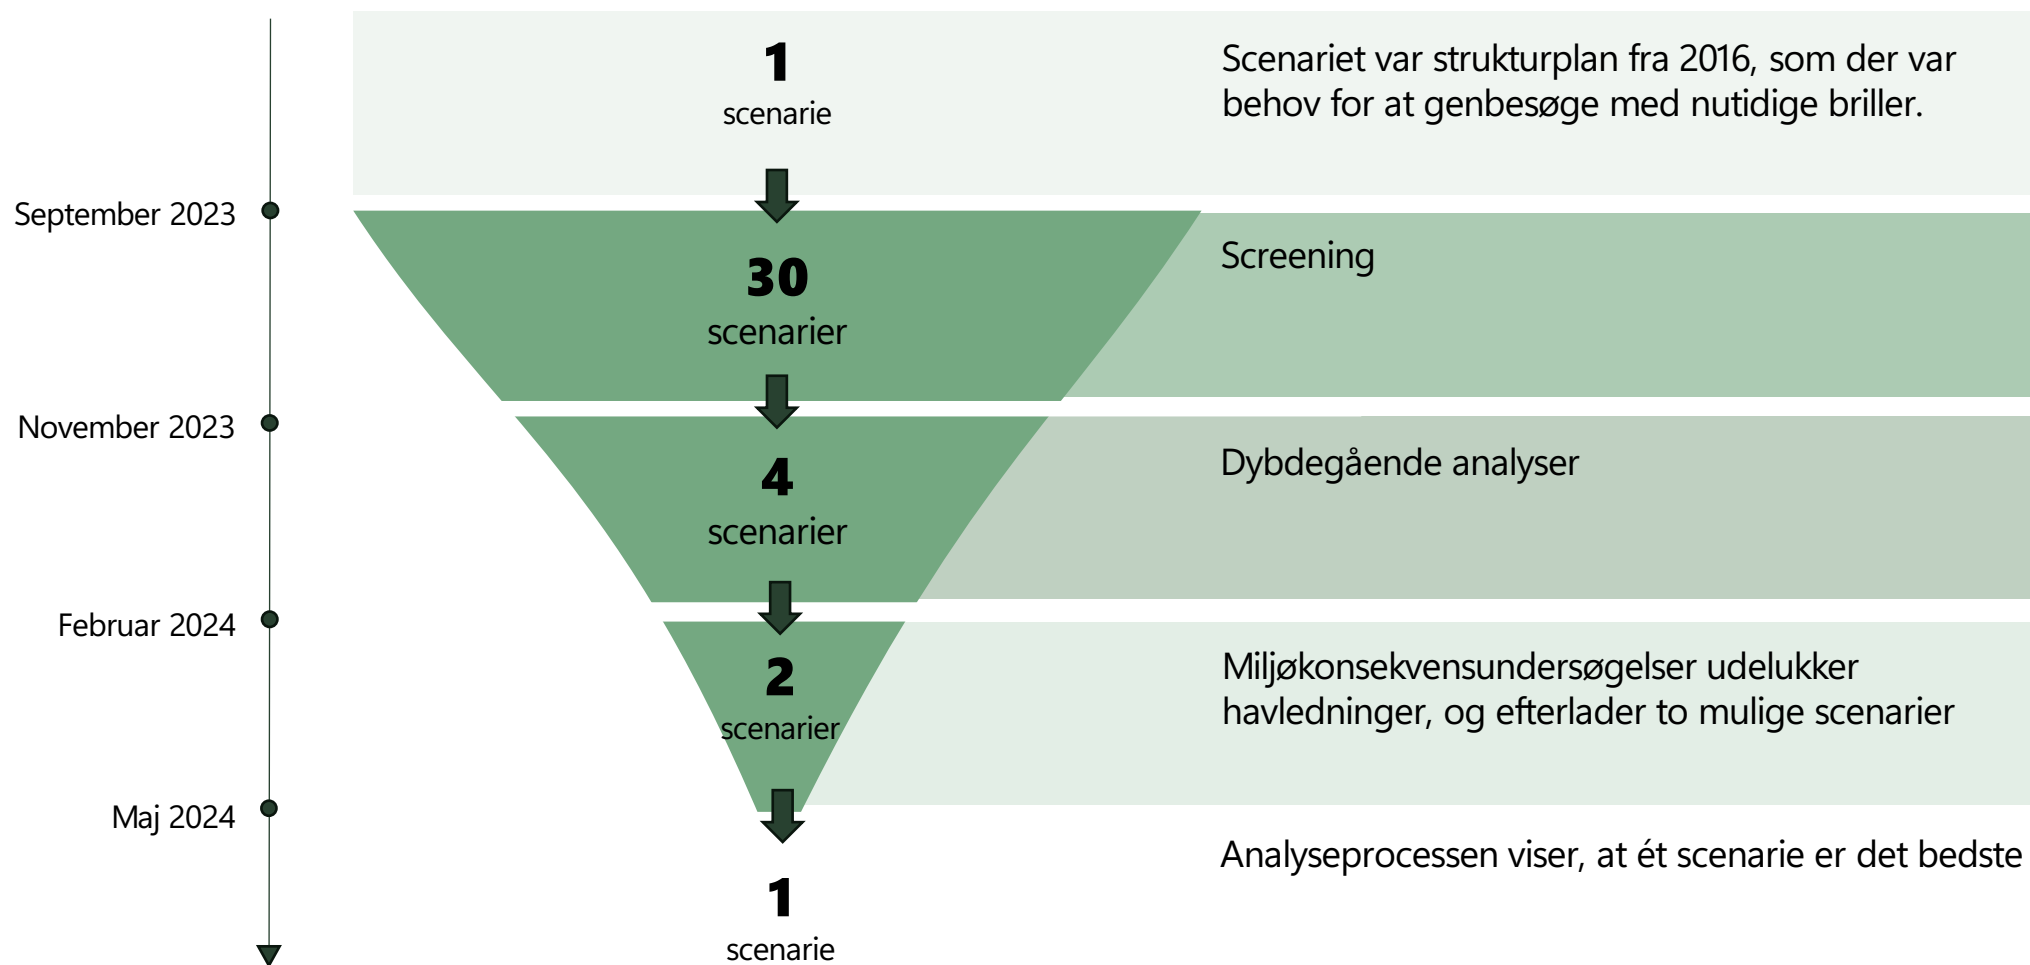 1
scenarie
Scenariet var strukturplan fra 2016, som der var
behov for at genbesøge med nutidige briller.
September 2023
30
scenarier
Screening
November 2023
4
scenarier
Dybdegående analyser
Februar 2024
2
scenarier
Miljøkonsekvensundersøgelser udelukker
havledninger, og efterlader to mulige scenarier
Maj 2024
1
scenarie
Analyseprocessen viser, at ét scenarie er det bedste